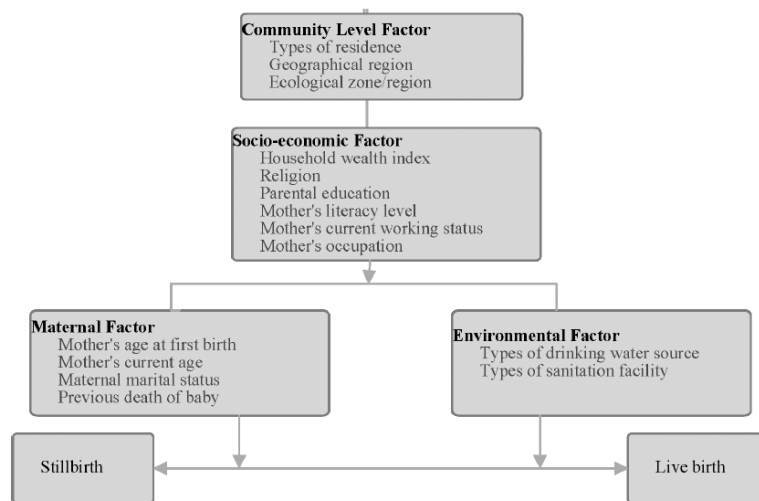 Community Level Factor
Types of residence
Geographical region
Ecological zone/region
Socio-economic Factor
Household wealth index
Religion
Parental education
Mother's literacy level
Mother's current working status
Mother's occupation
Maternal Factor
Mother's age at first birth
Mother's current age
Maternal marital status
Previous death of baby
Environmental Factor
Types of drinking water source
Types of sanitation facility
Stillbirth
Live birth